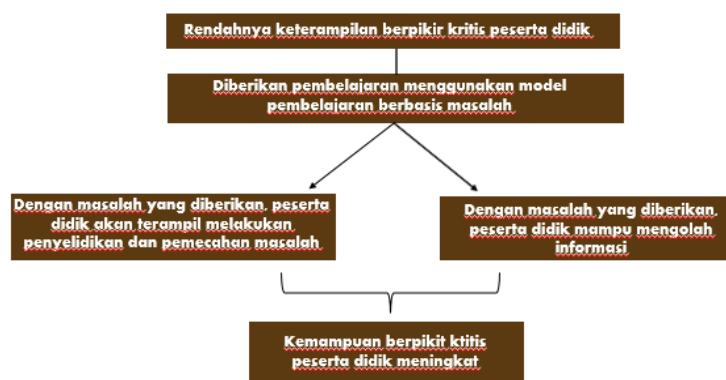 Rendahnya keterampilan berpikir kritis peserta didik
Diberikan pembelajaran menggunakan model
pembelajaran berbasis masalah
Dengan masalah yang diberikan, peserta
didik akan terampil melakukan
penyelidikan dan pemecahan masalah
Dengan masalah yang diberikan,
peserta didik mampu mengolah
informasi
Kemampuan berpikit ktitis
peserta didik meningkat